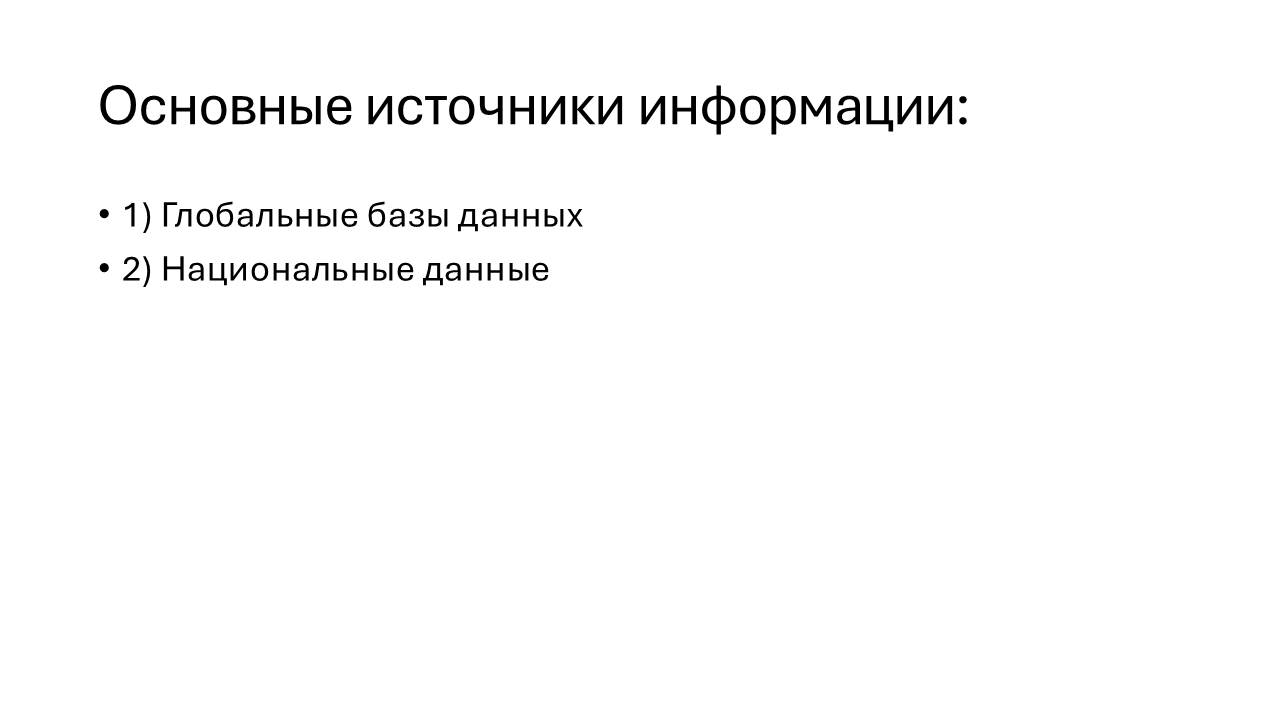 Основные источники информации:
• 1) Глобальные базы данных
• 2) Национальные данные